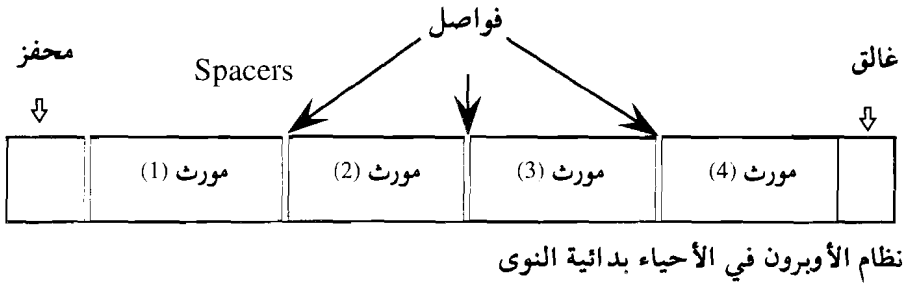 فواصل
محفز
غالق
Spacers
مورث (1)
مورث (2)
مورث (3)
مورث (4)
نظام الأوبرون في الأحياء بدائية النوى